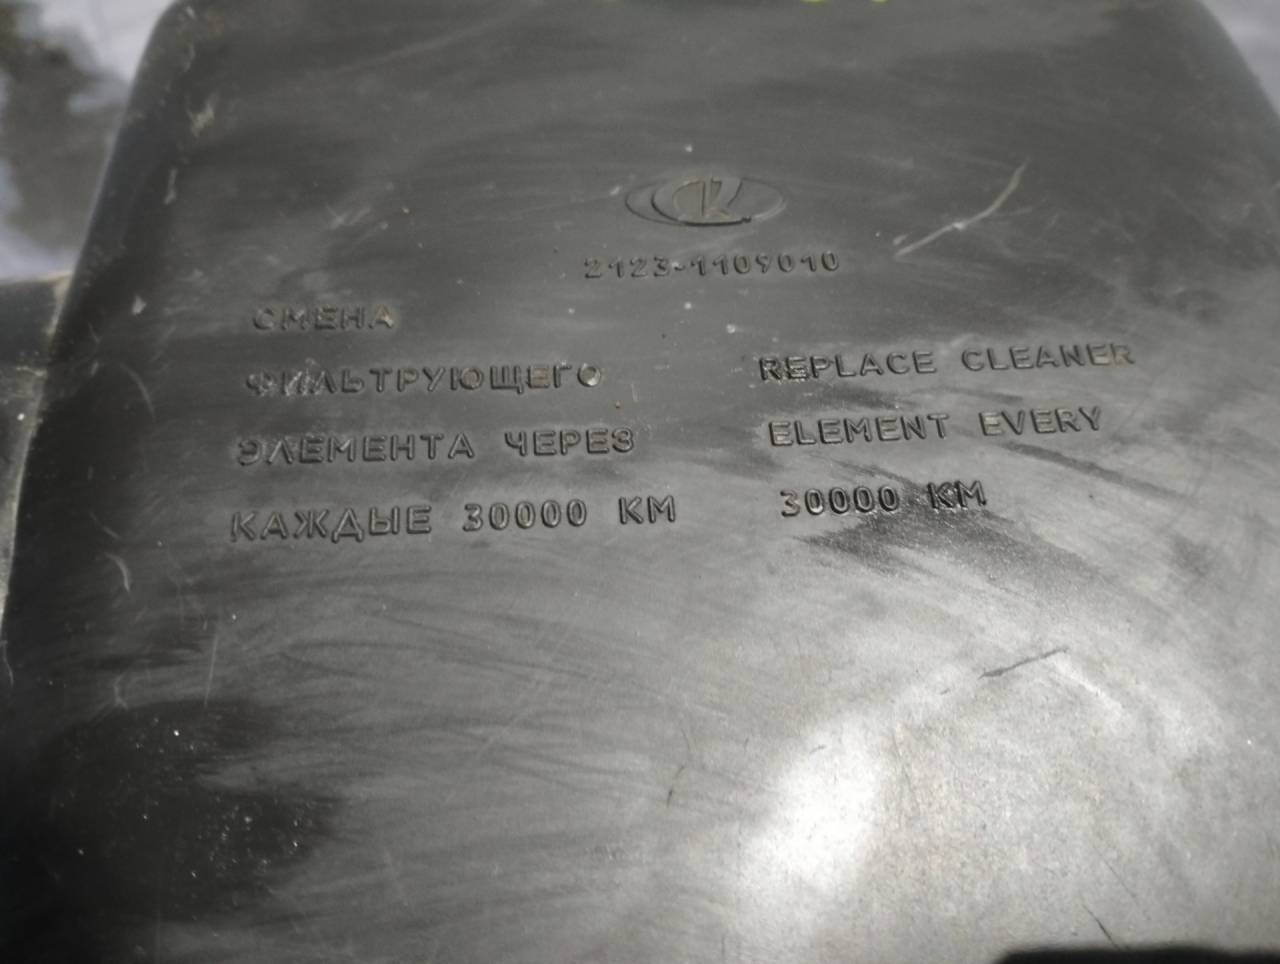 2123-1109010
СМЕНА
ФИЛЬТРУЮЩЕГО
ЭЛЕМЕНТА ЧЕРЕЗ
КАЖДЫЕ 30000 КМ
REPLACE CLEANER
ELEMENT EVERY
30000 KM